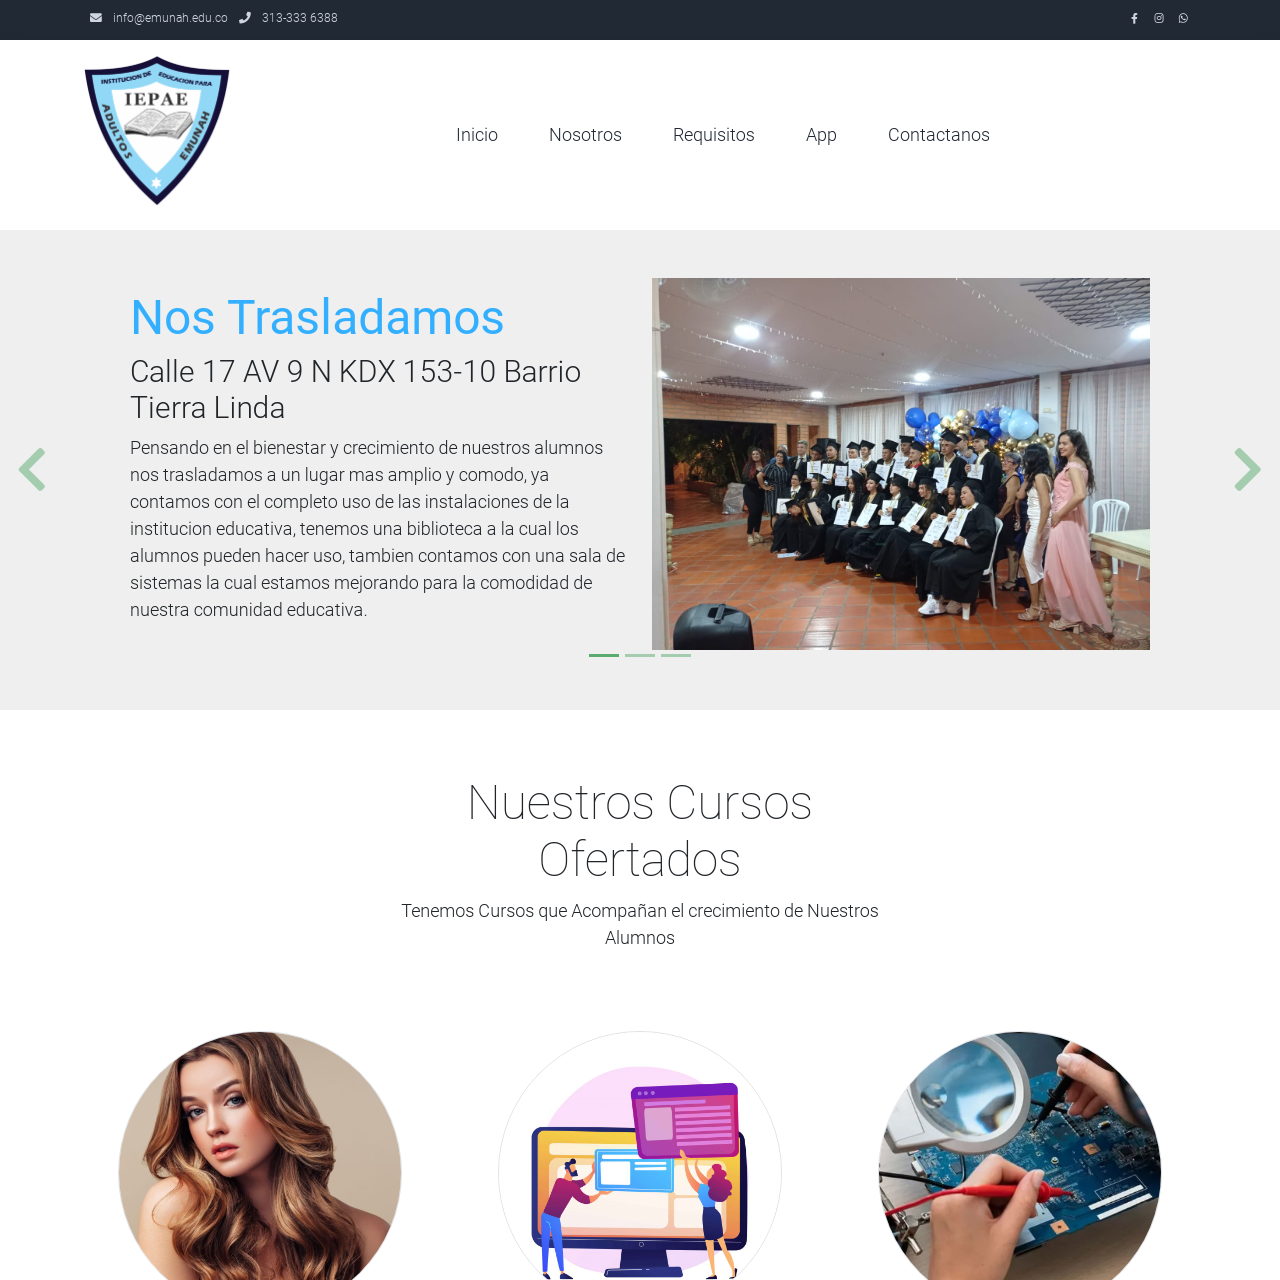 info@emunah.edu.co 313-333 6388
INSTITUCION DE EDUCACION PARA
IEPAE
ADULTOS EMUNAH
Inicio Nosotros Requisitos App Contactanos
Nos Trasladamos
Calle 17 AV 9 N KDX 153-10 Barrio
Tierra Linda
Pensando en el bienestar y crecimiento de nuestros alumnos
nos trasladamos a un lugar mas amplio y comodo, ya
contamos con el completo uso de las instalaciones de la
institucion educativa, tenemos una biblioteca a la cual los
alumnos pueden hacer uso, tambien contamos con una sala de
sistemas la cual estamos mejorando para la comodidad de
nuestra comunidad educativa.
Nuestros Cursos
Ofertados
Tenemos Cursos que Acompañan el crecimiento de Nuestros
Alumnos